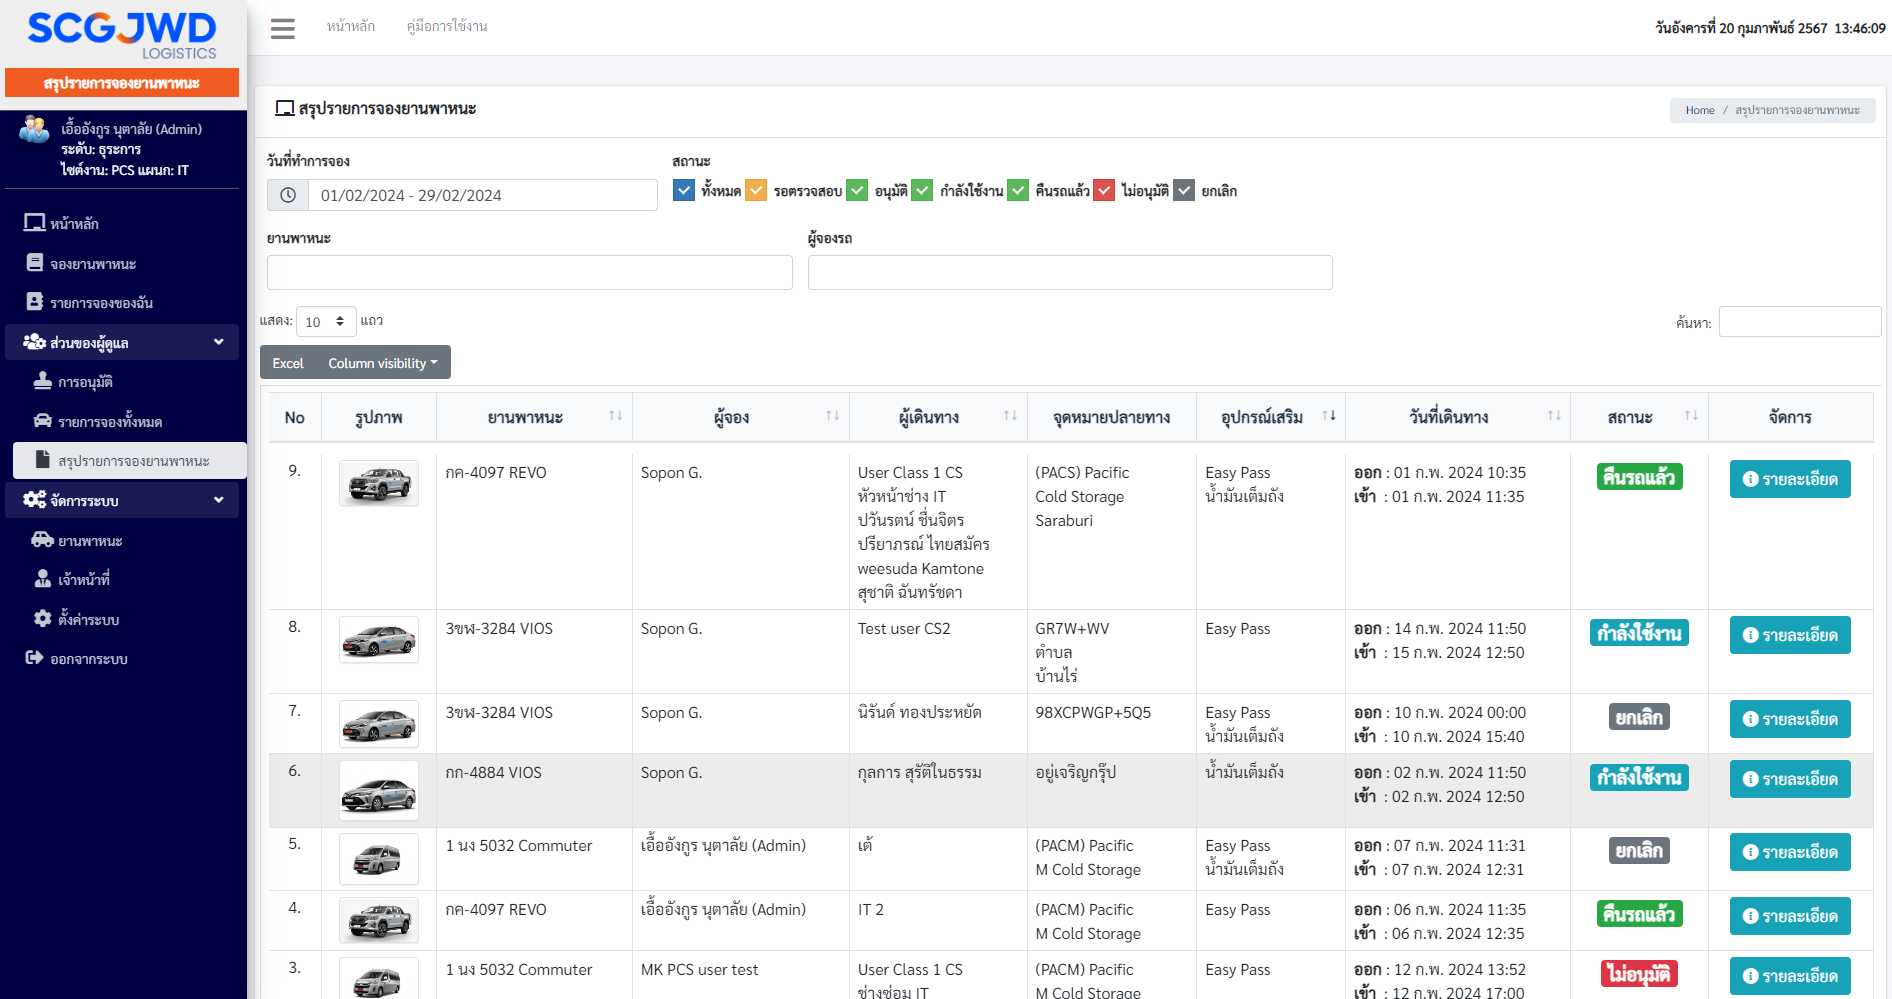 SCGJWD
LOGISTICS
สรุปรายการจองยานพาหนะ
เอื้ออังกูร นุตาลัย (Admin)
ระดับ: ธุระการ
ไซต์งาน: PCS แผนก: IT
หน้าหลัก
จองยานพาหนะ
รายการจองของฉัน
ส่วนของผู้ดูแล
การอนุมัติ
รายการจองทั้งหมด
สรุปรายการจองยานพาหนะ
จัดการระบบ
ยานพาหนะ
เจ้าหน้าที่
ตั้งค่าระบบ
ออกจากระบบ
หน้าหลัก คู่มือการใช้งาน วันอังคารที่ 20 กุมภาพันธ์ 2567 13:46:09
สรุปรายการจองยานพาหนะ Home / สรุปรายการจองยานพาหนะ
วันที่ทำการจอง สถานะ
01/02/2024 - 29/02/2024 ทั้งหมด รอตรวจสอบ อนุมัติ กำลังใช้งาน คืนรถแล้ว ไม่อนุมัติ ยกเลิก
ยานพาหนะ ผู้จองรถ
แสดง: 10 แถว ค้นหา:
Excel Column visibility
No รูปภาพ ยานพาหนะ ผู้จอง ผู้เดินทาง จุดหมายปลายทาง อุปกรณ์เสริม วันที่เดินทาง สถานะ จัดการ
9. กค-4097 REVO Sopon G. User Class 1 CS (PACS) Pacific Easy Pass ออก : 01 ก.พ. 2024 10:35 คืนรถแล้ว รายละเอียด
หัวหน้าช่าง IT Cold Storage น้ำมันเต็มถัง เข้า : 01 ก.พ. 2024 11:35
ปวันรตน์ ชื่นจิตร Saraburi
ปรียาภรณ์ ไทยสมัคร
weesuda Kamtone
สุชาติ ฉันทรัชดา
8. 3ขฬ-3284 VIOS Sopon G. Test user CS2 GR7W+WV Easy Pass ออก : 14 ก.พ. 2024 11:50 กำลังใช้งาน รายละเอียด
ตำบล เข้า : 15 ก.พ. 2024 12:50
บ้านไร่
7. 3ขฬ-3284 VIOS Sopon G. นิรันด์ ทองประหยัด 98XCPWGP+5Q5 Easy Pass ออก : 10 ก.พ. 2024 00:00 ยกเลิก รายละเอียด
น้ำมันเต็มถัง เข้า : 10 ก.พ. 2024 15:40
6. กก-4884 VIOS Sopon G. กุลการ สุรัติในธรรม อยู่เจริญกรุ๊ป น้ำมันเต็มถัง ออก : 02 ก.พ. 2024 11:50 กำลังใช้งาน รายละเอียด
เข้า : 02 ก.พ. 2024 12:50
5. 1 นง 5032 Commuter เอื้ออังกูร นุตาลัย (Admin) เต้ (PACM) Pacific Easy Pass ออก : 07 ก.พ. 2024 11:31 ยกเลิก รายละเอียด
M Cold Storage น้ำมันเต็มถัง เข้า : 07 ก.พ. 2024 12:31
4. กค-4097 REVO เอื้ออังกูร นุตาลัย (Admin) IT 2 (PACM) Pacific Easy Pass ออก : 06 ก.พ. 2024 11:35 คืนรถแล้ว รายละเอียด
M Cold Storage เข้า : 06 ก.พ. 2024 12:35
3. 1 นง 5032 Commuter MK PCS user test User Class 1 CS (PACM) Pacific Easy Pass ออก : 12 ก.พ. 2024 13:52 ไม่อนุมัติ รายละเอียด
ช่างซ่อม IT M Cold Storage เข้า : 12 ก.พ. 2024 17:00